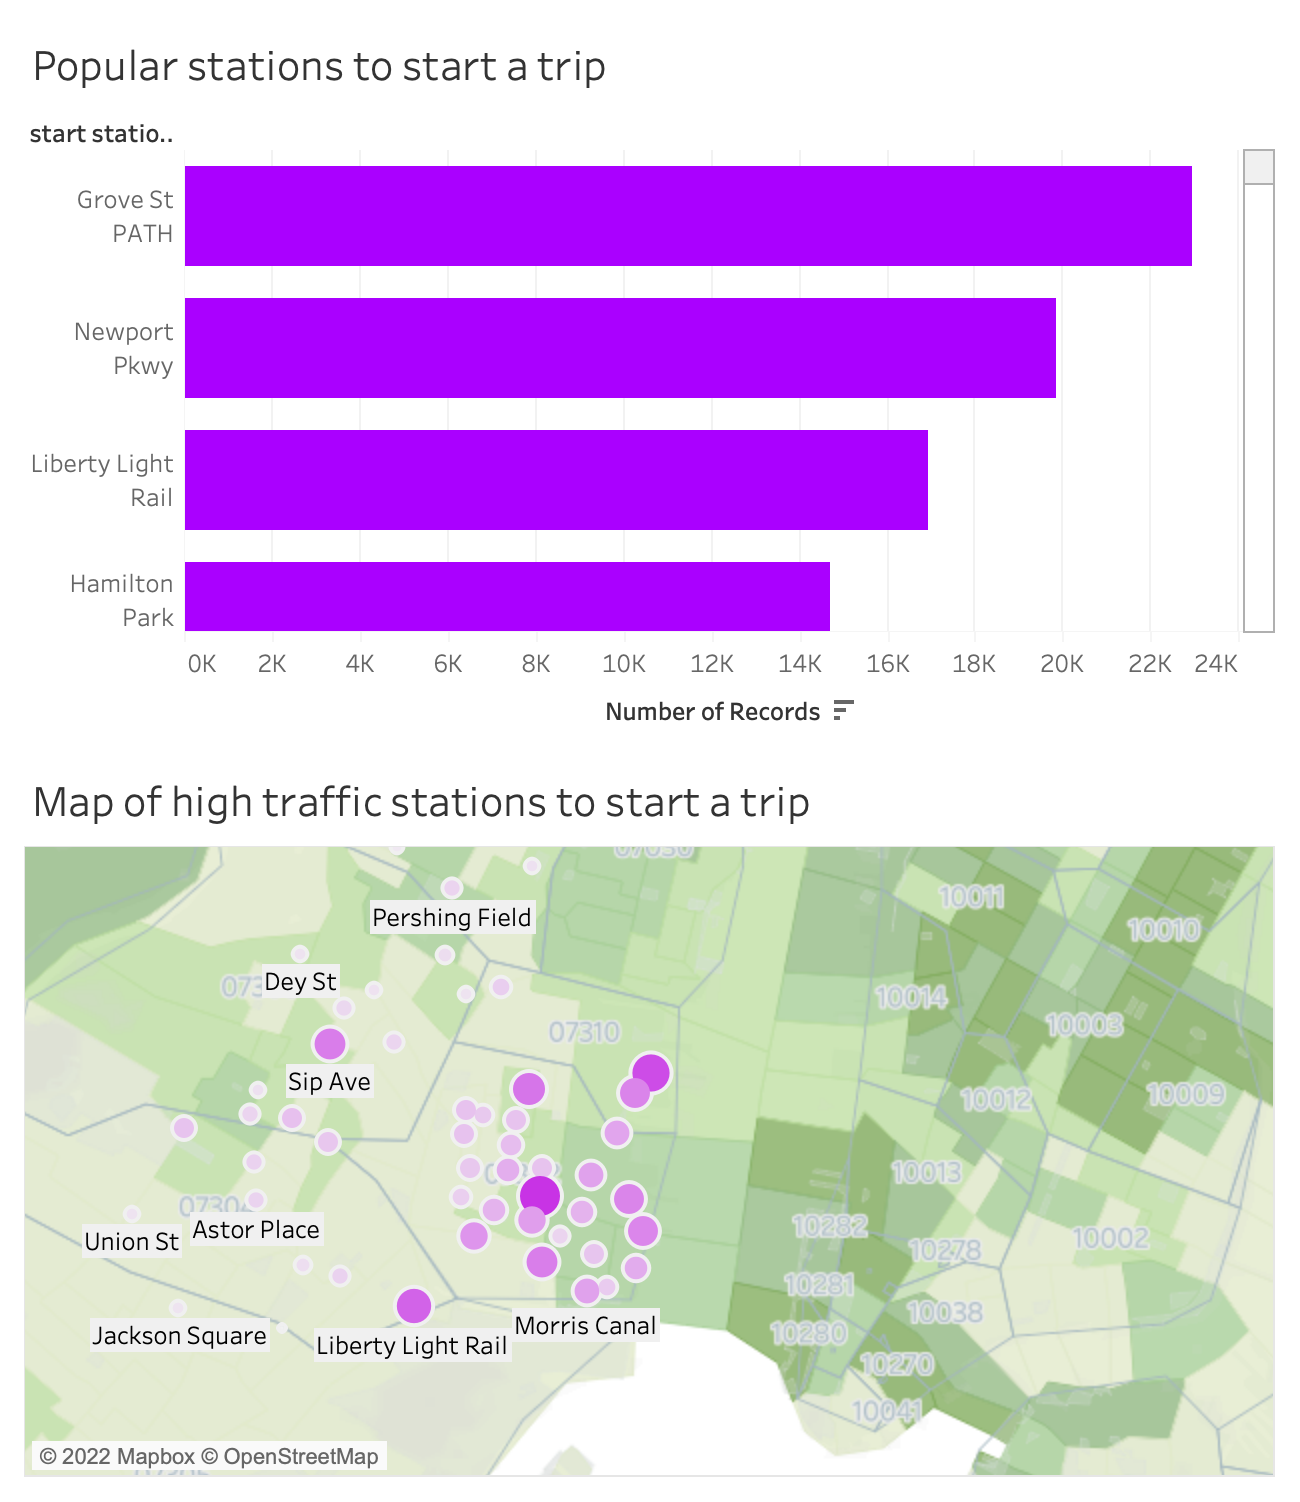 Popular stations to start a trip
start statio..
Grove St
PATH
Newport
Pkwy
Liberty Light
Rail
Hamilton
Park
0K 2K 4K 6K 8K 10K 12K 14K 16K 18K 20K 22K 24K
Number of Records
Map of high traffic stations to start a trip
07030
10011
Pershing Field
10010
Dey St
10014
10003
07310
Sip Ave
10009
10012
10013
Astor Place
10282
Union St
10002
10278
10281
10038
Morris Canal
10280
Jackson Square
Liberty Light Rail
10270
10041
© 2022 Mapbox © OpenStreetMap